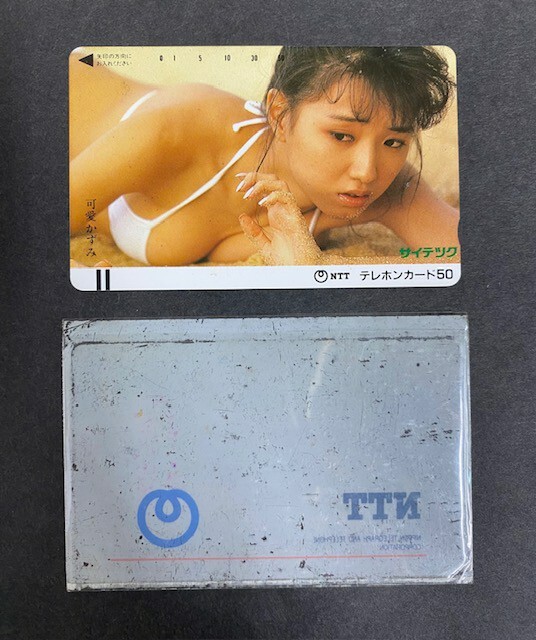 矢印の方向に
お入れください
0 1 5 10 30 50
可愛かずみ
サイテック
NTT テレホンカード50
NTT
NIPPON TELEGRAPH AND TELEPHONE
CORPORATION